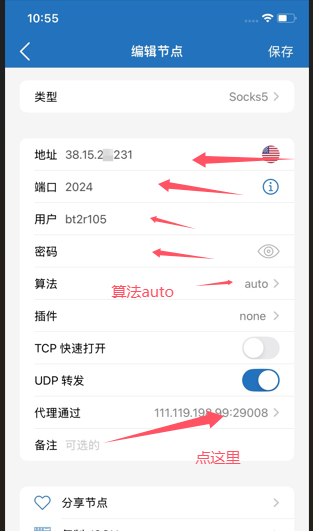 10:55
编辑节点
保存
类型 Socks5
地址 38.15.2 231
端口 2024
用户 bt2r105
密码
算法 auto
算法auto
插件 none
TCP 快速打开
UDP 转发
代理通过 111.119.198.99:29008
备注 可选的
点这里
分享节点